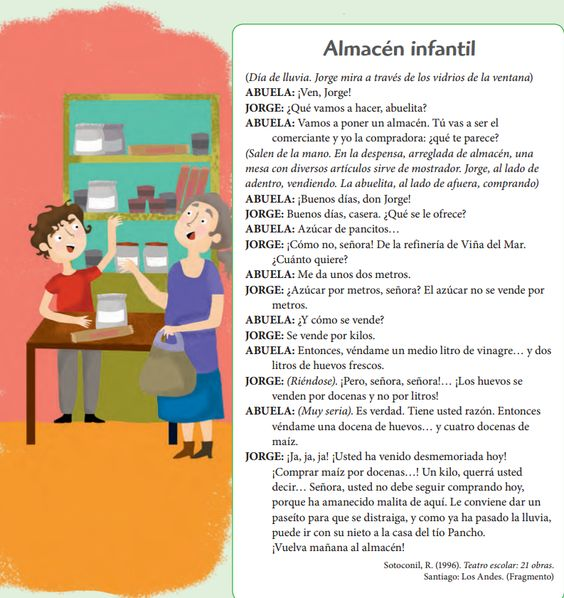 Almacén infantil
(Día de lluvia. Jorge mira a través de los vidrios de la ventana)
ABUELA: ¡Ven, Jorge!
JORGE: ¿Qué vamos a hacer, abuelita?
ABUELA: Vamos a poner un almacén. Tú vas a ser el
comerciante y yo la compradora: ¿qué te parece?
(Salen de la mano. En la despensa, arreglada de almacén, una
mesa con diversos artículos sirve de mostrador. Jorge, al lado de
adentro, vendiendo. La abuelita, al lado de afuera, comprando)
ABUELA: ¡Buenos días, don Jorge!
JORGE: Buenos días, casera. ¿Qué se le ofrece?
ABUELA: Azúcar de pancitos…
JORGE: ¡Cómo no, señora! De la refinería de Viña del Mar.
¿Cuánto quiere?
ABUELA: Me da unos dos metros.
JORGE: ¿Azúcar por metros, señora? El azúcar no se vende por
metros.
ABUELA: ¿Y cómo se vende?
JORGE: Se vende por kilos.
ABUELA: Entonces, véndame un medio litro de vinagre… y dos
litros de huevos frescos.
JORGE: (Riéndose). ¡Pero, señora, señora!… ¡Los huevos se
venden por docenas y no por litros!
ABUELA: (Muy seria). Es verdad. Tiene usted razón. Entonces
véndame una docena de huevos… y cuatro docenas de
maíz.
JORGE: ¡Ja, ja, ja! ¡Usted ha venido desmemoriada hoy!
¡Comprar maíz por docenas…! Un kilo, querrá usted
decir… Señora, usted no debe seguir comprando hoy,
porque ha amanecido malita de aquí. Le conviene dar un
paseíto para que se distraiga, y como ya ha pasado la lluvia,
puede ir con su nieto a la casa del tío Pancho.
¡Vuelva mañana al almacén!
Sotoconil, R. (1996). Teatro escolar: 21 obras.
Santiago: Los Andes. (Fragmento)